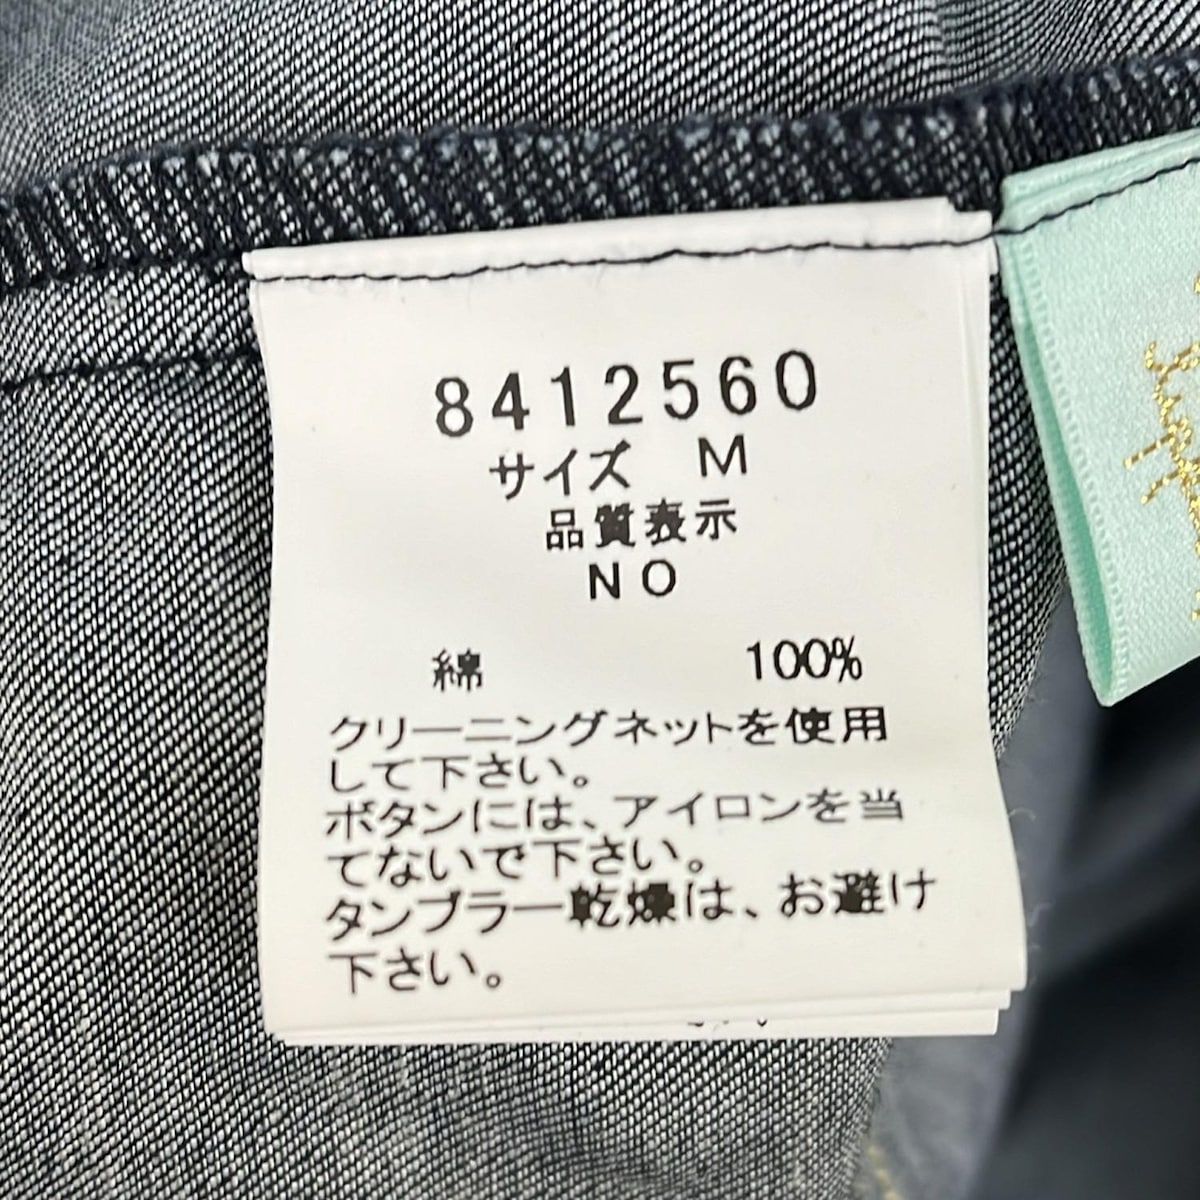 8412560
サイズ M
品質表示
NO
綿 100%
クリーニングネットを使用
して下さい。
ボタンには、アイロンを当
てないで下さい。
タンブラー乾燥は、お避け
下さい。